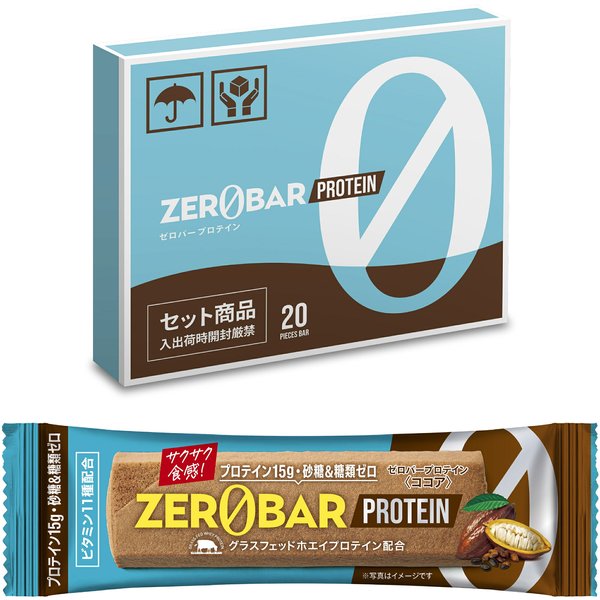 ZERØBAR PROTEIN
ゼロバープロテイン
セット商品
入出荷時開封厳禁
20
PIECES BAR
プロテイン15g・砂糖&糖類ゼロ
ビタミン11種配合
サクサク
食感!
プロテイン15g・砂糖&糖類ゼロ
ゼロバープロテイン
〈ココア〉
ZERØBAR PROTEIN
グラスフェッドホエイプロテイン配合
※写真はイメージです